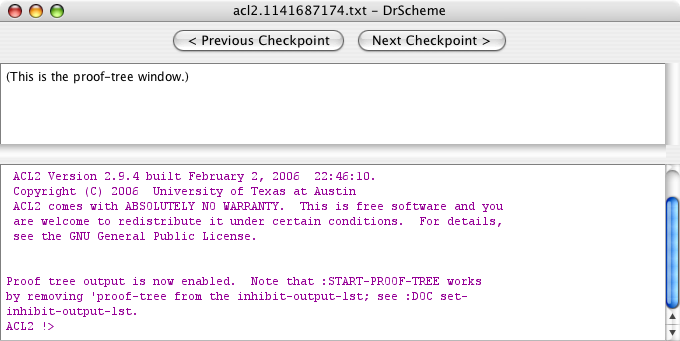 acl2.1141687174.txt - DrScheme
< Previous Checkpoint Next Checkpoint >
(This is the proof-tree window.)
ACL2 Version 2.9.4 built February 2, 2006  22:46:10.
Copyright (C) 2006  University of Texas at Austin
ACL2 comes with ABSOLUTELY NO WARRANTY.  This is free software and you
are welcome to redistribute it under certain conditions.  For details,
see the GNU General Public License.
Proof tree output is now enabled.  Note that :START-PROOF-TREE works
by removing 'proof-tree from the inhibit-output-lst; see :DOC set-
inhibit-output-lst.
ACL2 !>